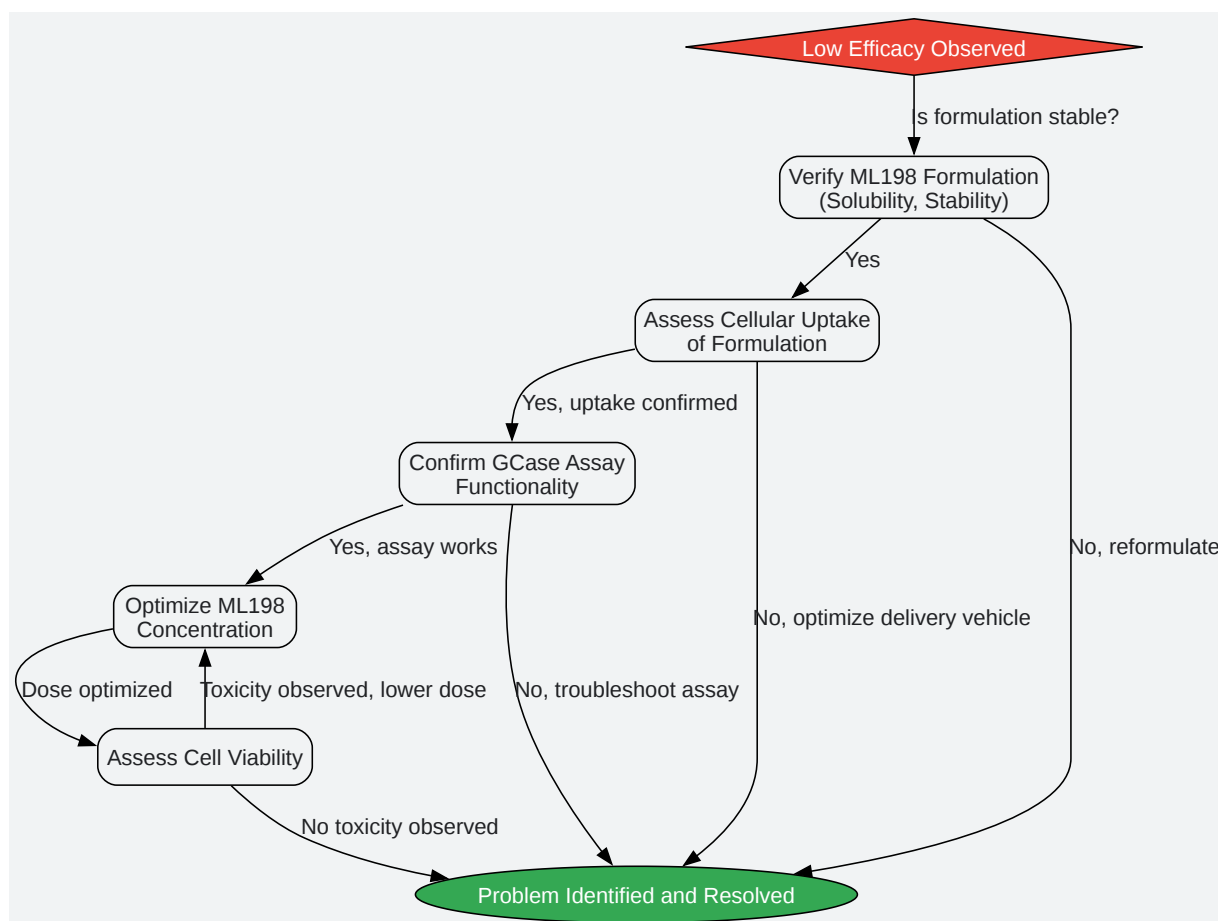 Low Efficacy Observed
Is formulation stable?
Verify ML198 Formulation
(Solubility, Stability)
Yes
Assess Cellular Uptake
of Formulation
Yes, uptake confirmed
Confirm GCase Assay
Functionality
Yes, assay works
No, reformulate
Optimize ML198
Concentration
No, optimize delivery vehicle
Dose optimized
Toxicity observed, lower dose
No, troubleshoot assay
Assess Cell Viability
No toxicity observed
Problem Identified and Resolved